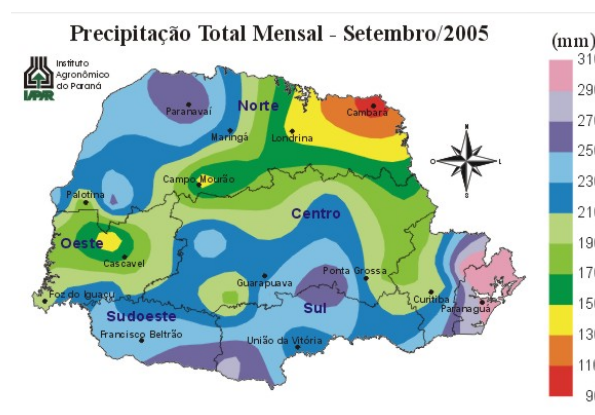 Precipitação Total Mensal - Setembro/2005
(mm)
Instituto
Agronômico
do Paraná
IAPAR
310
290
270
250
230
210
190
170
150
130
110
90
N
O
L
S
Norte
Paranavaí
Cambará
Maringá
Londrina
Campo Mourão
Palotina
Centro
Oeste
Cascavel
Guarapuava
Ponta Grossa
Foz do Iguaçu
Curitiba
Paranaguá
Sudoeste
Sul
Francisco Beltrão
União da Vitória